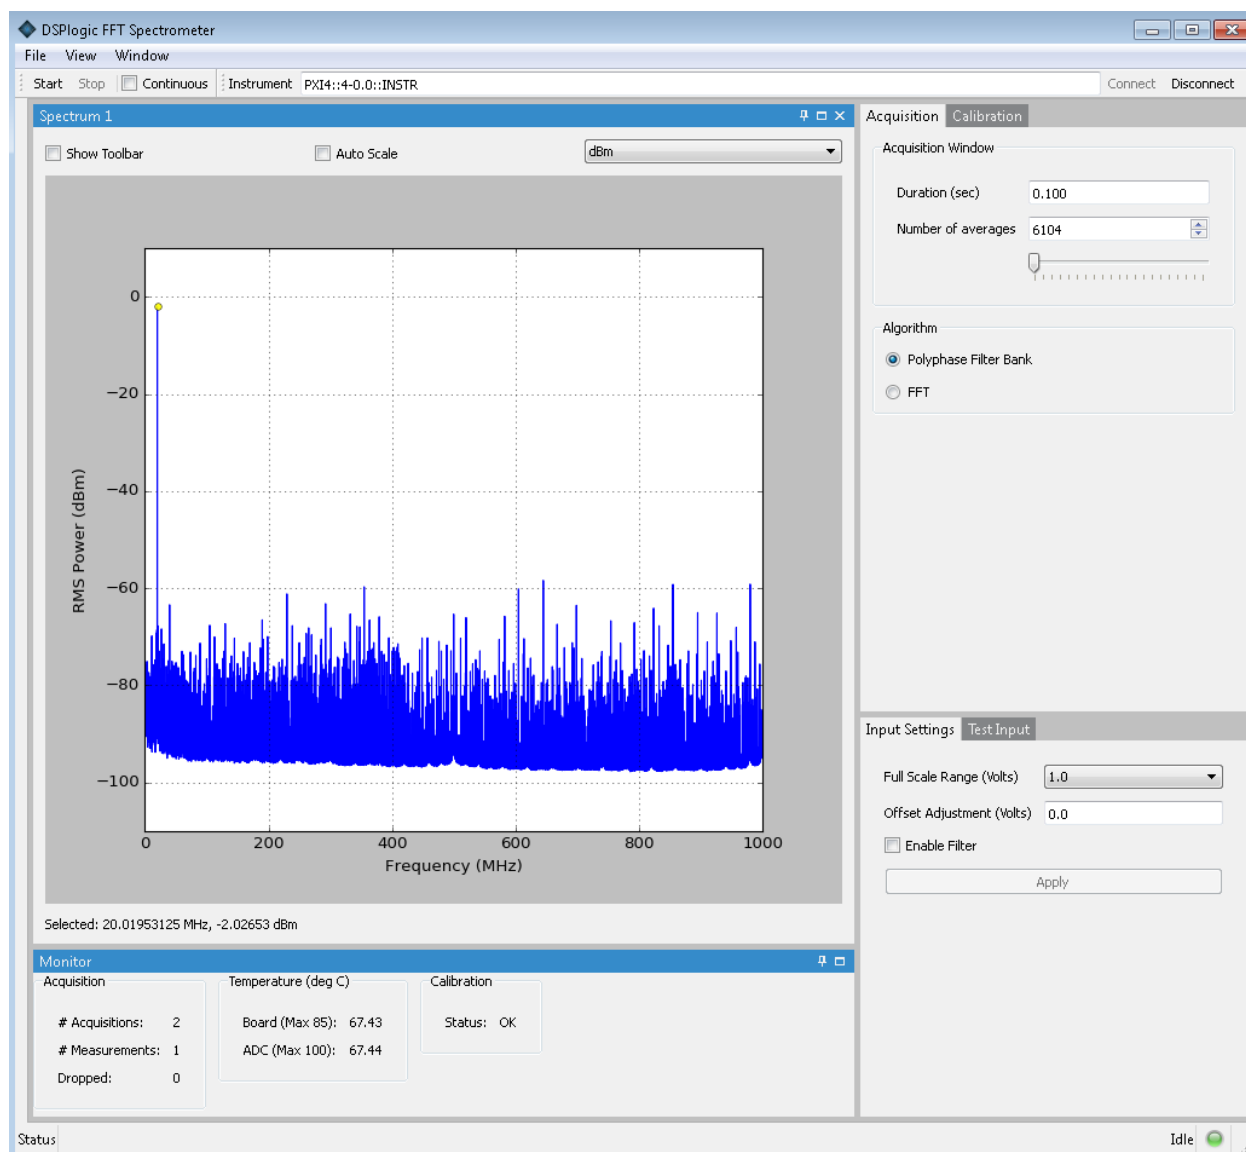 DSPlogic FFT Spectrometer
File View Window
Start Stop Continuous Instrument PXI4::4-0.0::INSTR Connect Disconnect
Spectrum 1
Show Toolbar Auto Scale dBm
0
−20
−40
−60
−80
−100
RMS Power (dBm)
0 200 400 600 800 1000
Frequency (MHz)
Selected: 20.01953125 MHz, -2.02653 dBm
Monitor
Acquisition
# Acquisitions: 2
# Measurements: 1
Dropped: 0
Temperature (deg C)
Board (Max 85): 67.43
ADC (Max 100): 67.44
Calibration
Status: OK
Acquisition Calibration
Acquisition Window
Duration (sec) 0.100
Number of averages 6104
Algorithm
Polyphase Filter Bank
FFT
Input Settings Test Input
Full Scale Range (Volts) 1.0
Offset Adjustment (Volts) 0.0
Enable Filter
Apply
Status Idle